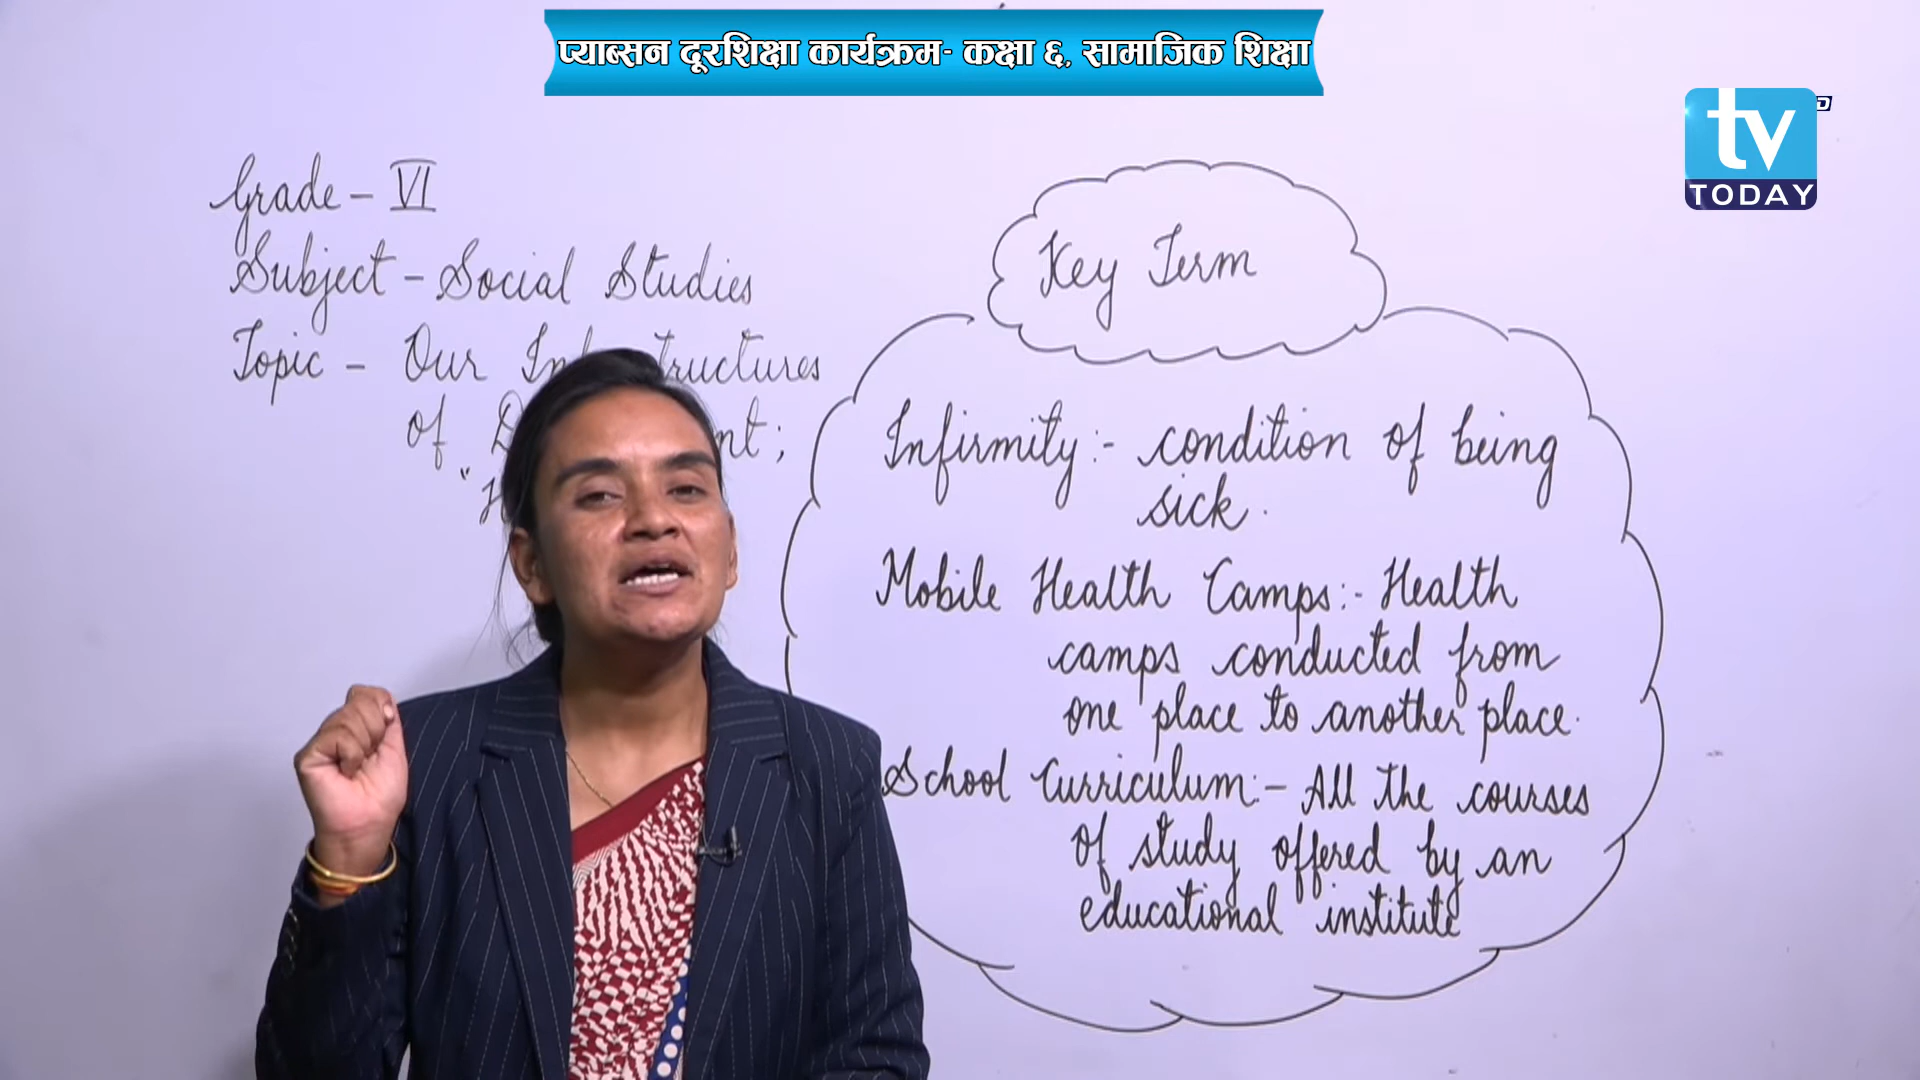 प्याब्सन दूरशिक्षा कार्यक्रम- कक्षा ६, सामाजिक शिक्षा
tv
TODAY
Grade - VI
Subject - Social Studies
Topic - Our
of
Key Term
Infirmity :- condition of being
sick.
Mobile Health Camps :- Health
camps conducted from
one place to another place.
School Curriculum :- All the courses
of study offered by an
educational institute